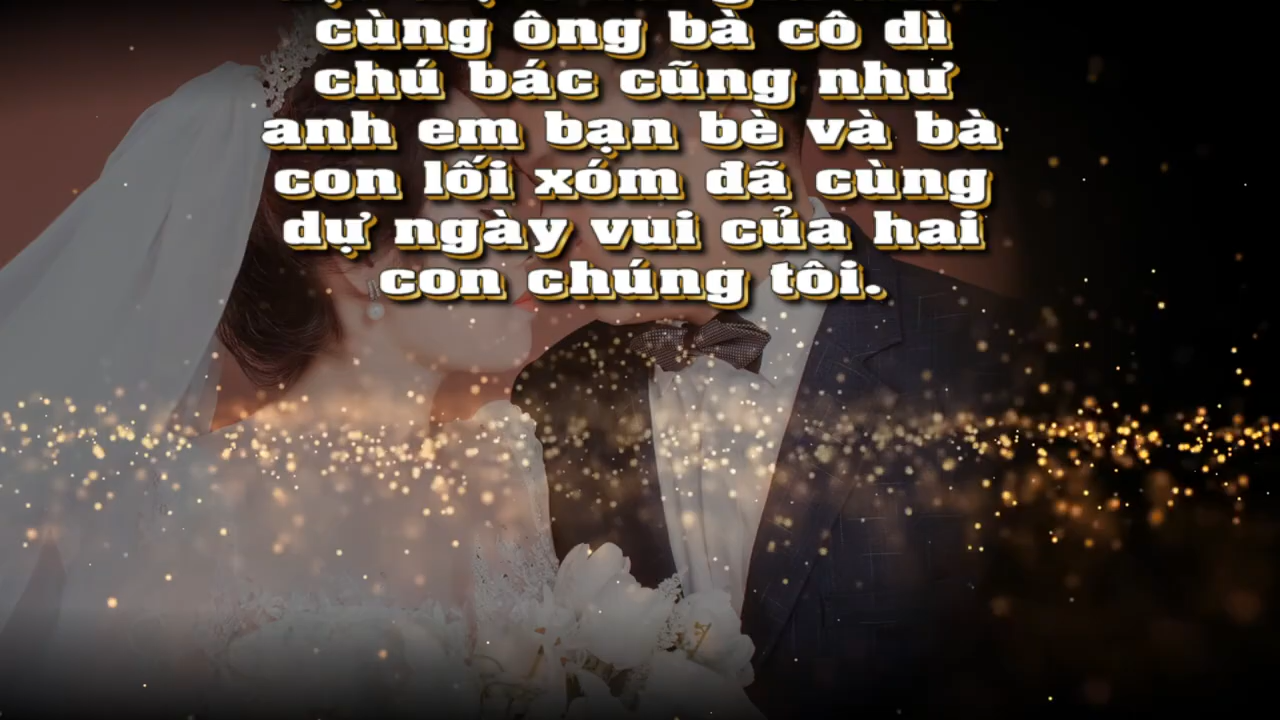 cùng ông bà cô dì
chú bác cũng như
anh em bạn bè và bà
con lối xóm đã cùng
dự ngày vui của hai
con chúng tôi.